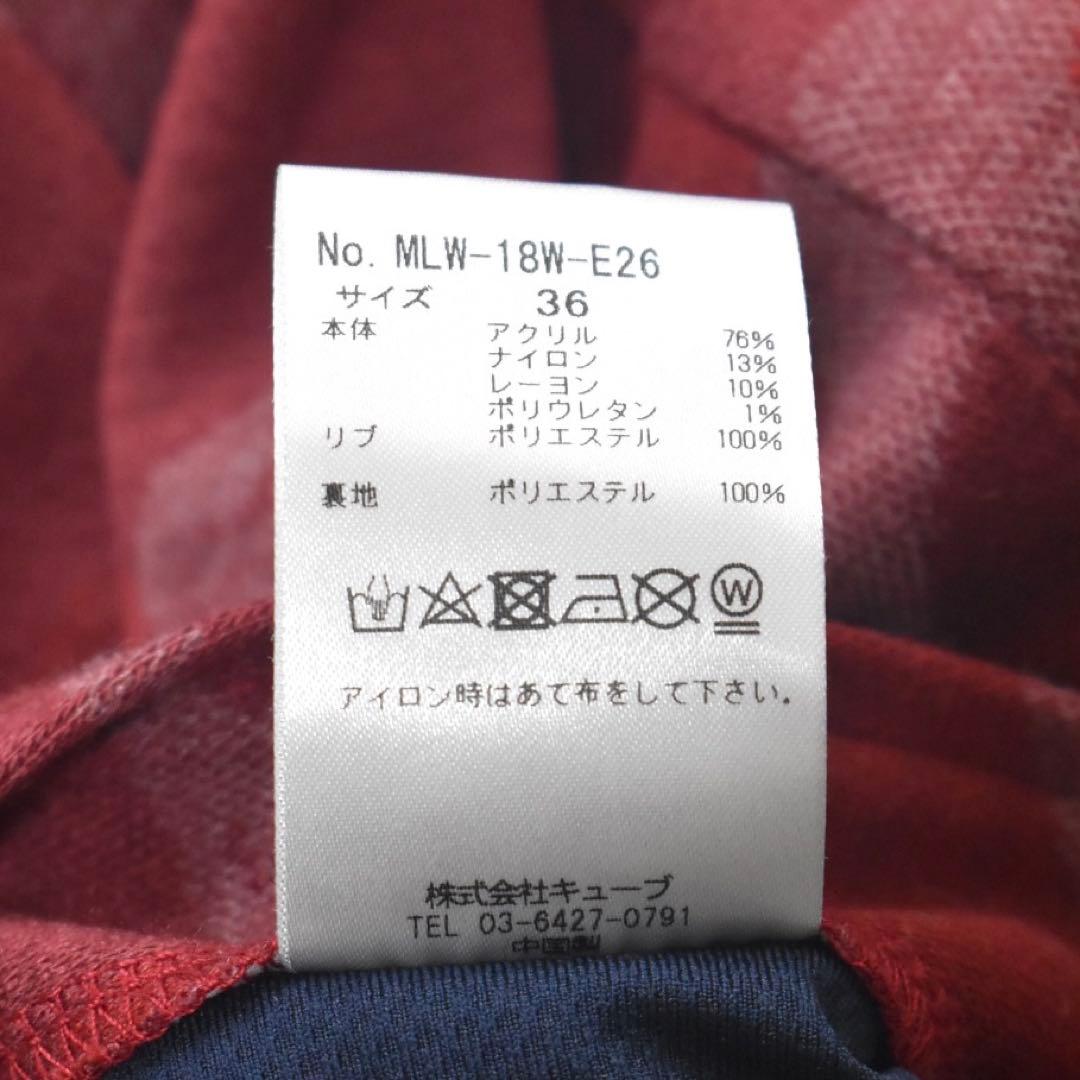 No. MLW-18W-E26
サイズ 36
本体 アクリル 76%
ナイロン 13%
レーヨン 10%
ポリウレタン 1%
リブ ポリエステル 100%
裏地 ポリエステル 100%
W
アイロン時はあて布をして下さい。
株式会社キューブ
TEL 03-6427-0791
中国製